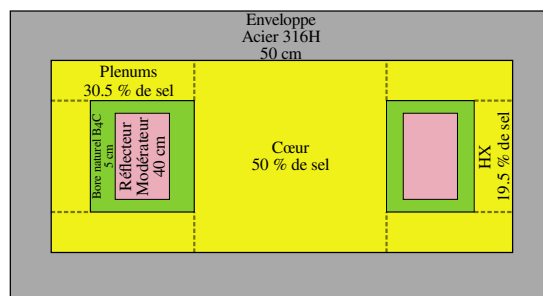 Enveloppe
Acier 316H
50 cm
Plenums
30.5 % de sel
Bore naturel B4C
5 cm
Réflecteur
Modérateur
40 cm
Cœur
50 % de sel
HX
19.5 % de sel